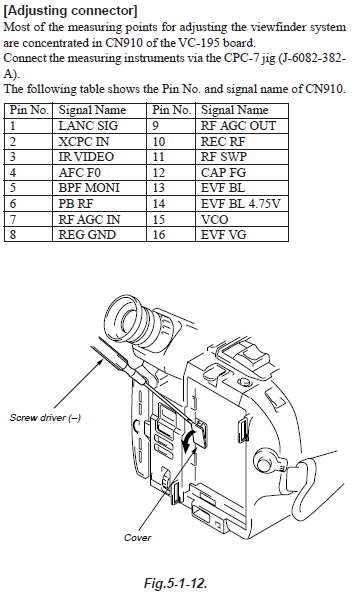 [Adjusting connector]
Most of the measuring points for adjusting the viewfinder system
are concentrated in CN910 of the VC-195 board.
Connect the measuring instruments via the CPC-7 jig (J-6082-382-
A).
The following table shows the Pin No. and signal name of CN910.
Pin No. Signal Name Pin No. Signal Name
1 LANC SIG 9 RF AGC OUT
2 XCPC IN 10 REC RF
3 IR VIDEO 11 RF SWP
4 AFC F0 12 CAP FG
5 BPF MONI 13 EVF BL
6 PB RF 14 EVF BL 4.75V
7 RF AGC IN 15 VCO
8 REG GND 16 EVF VG
Screw driver (–)
Cover
Fig.5-1-12.